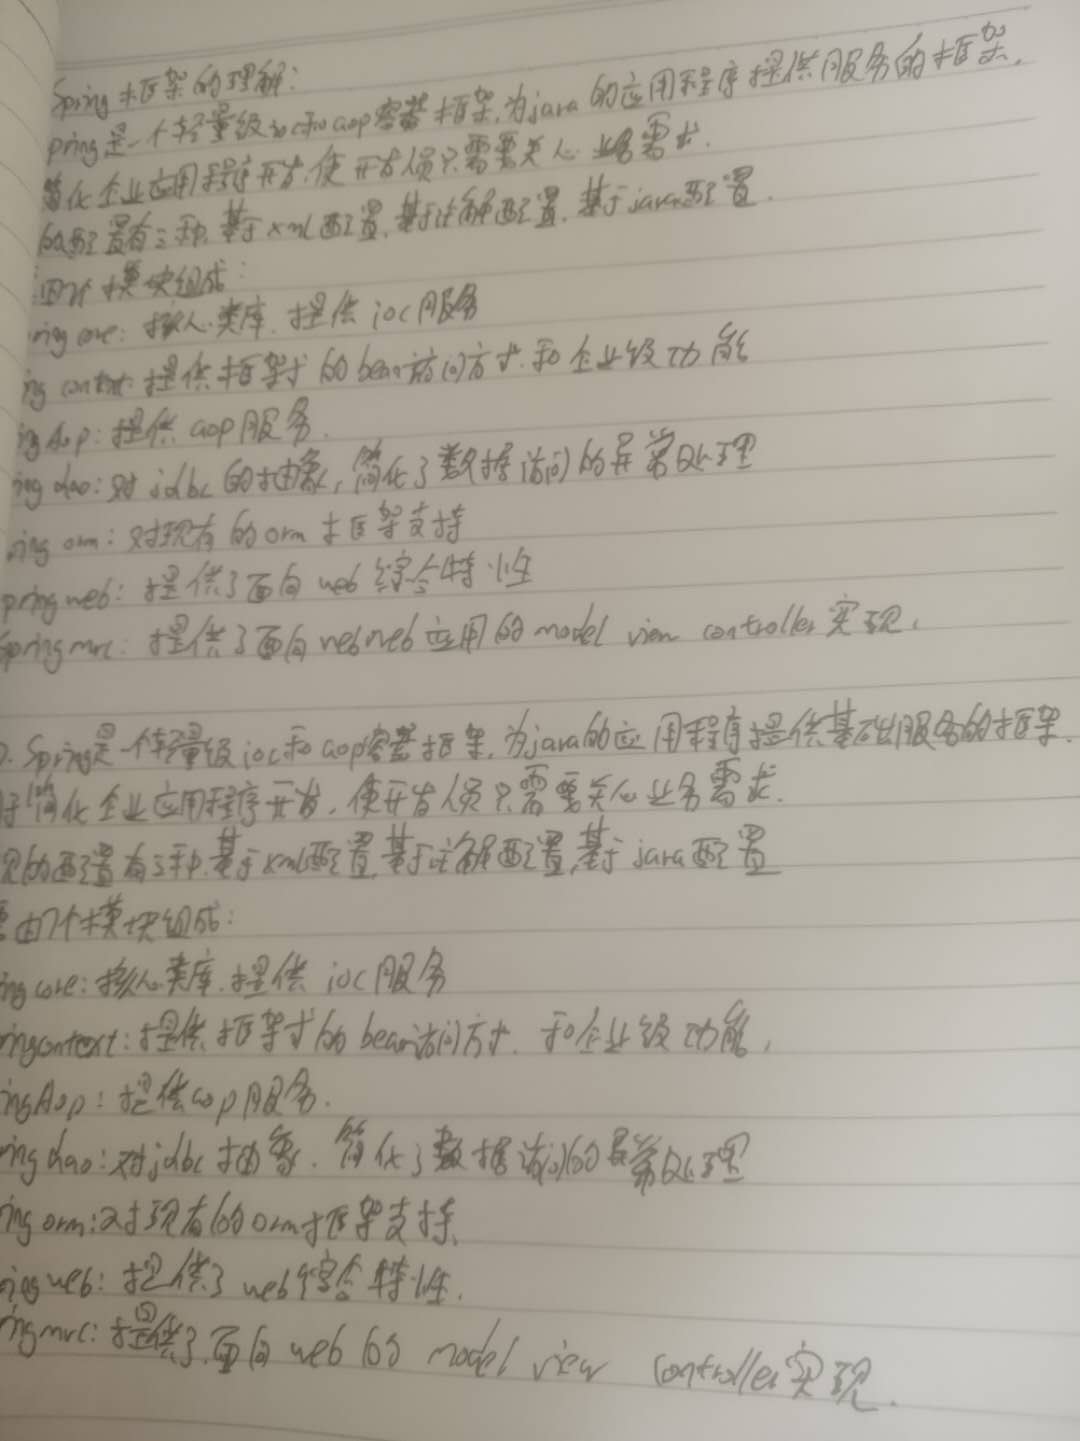 Spring框架的理解:
pring是一个轻量级ioc和aop容器框架,为java的应用程序提供服务的框架.
简化企业应用程序开发,使开发人员只需要关心业务需求.
的配置有三种,基于xml配置,基于注解配置,基于java配置.
由7个模块组成:
ring core: 核心类库,提供ioc服务
ng context:提供框架式的bean访问方式,和企业级功能
ing Aop:提供aop服务.
ing dao:对jdbc的抽象,简化了数据访问的异常处理
ring orm:对现有的orm框架支持
pring web:提供了面向web综合特性
Spring mvc:提供了面向webweb应用的model view controller实现.
. Spring是一个轻量级ioc和aop容器框架,为java的应用程序提供基础服务的框架.
简化企业应用程序开发,使开发人员只需要关心业务需求.
见的配置有三种,基于xml配置,基于注解配置,基于java配置
要由7个模块组成:
ing core:核心类库,提供ioc服务
ringcontext:提供框架式的bean访问方式,和企业级功能,
ingAop:提供aop服务.
ring dao:对jdbc抽象,简化了数据访问的异常处理
ring orm:对现有的orm框架支持,
ring web:提供了web综合特性.
ring mvc:提供了,面向web的model view controller实现.